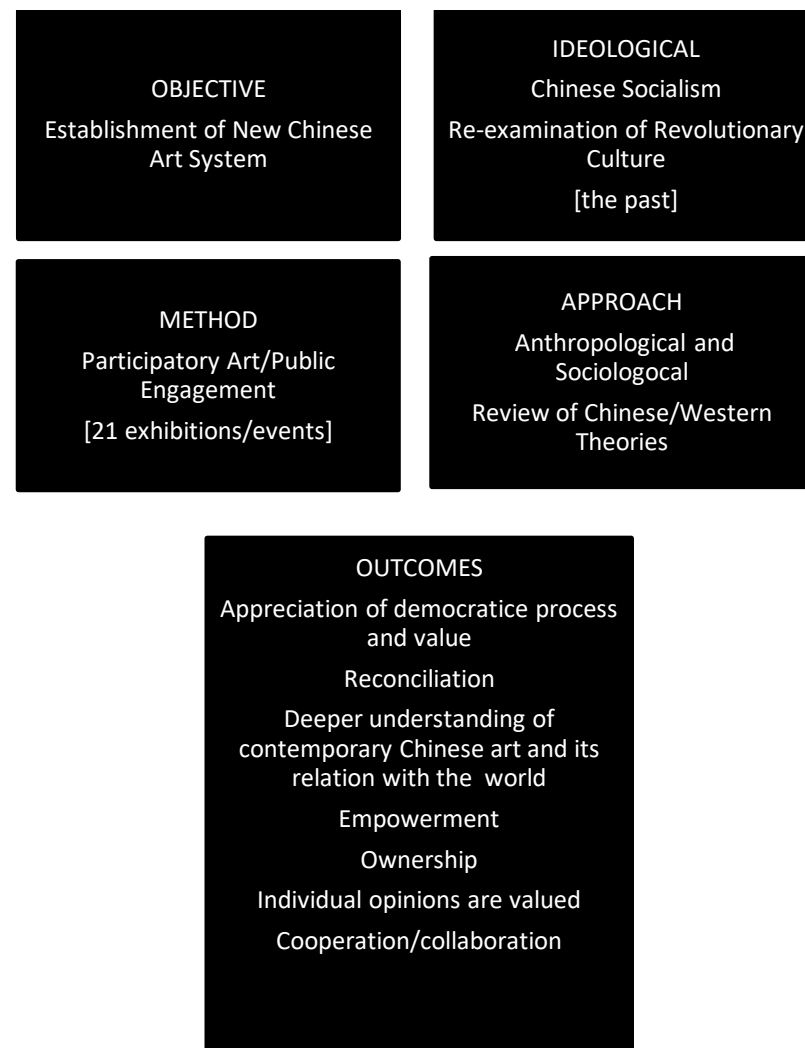 OBJECTIVE
Establishment of New Chinese
Art System
IDEOLOGICAL
Chinese Socialism
Re-examination of Revolutionary
Culture
[the past]
METHOD
Participatory Art/Public
Engagement
[21 exhibitions/events]
APPROACH
Anthropological and
Sociologocal
Review of Chinese/Western
Theories
OUTCOMES
Appreciation of democratice process
and value
Reconciliation
Deeper understanding of
contemporary Chinese art and its
relation with the world
Empowerment
Ownership
Individual opinions are valued
Cooperation/collaboration